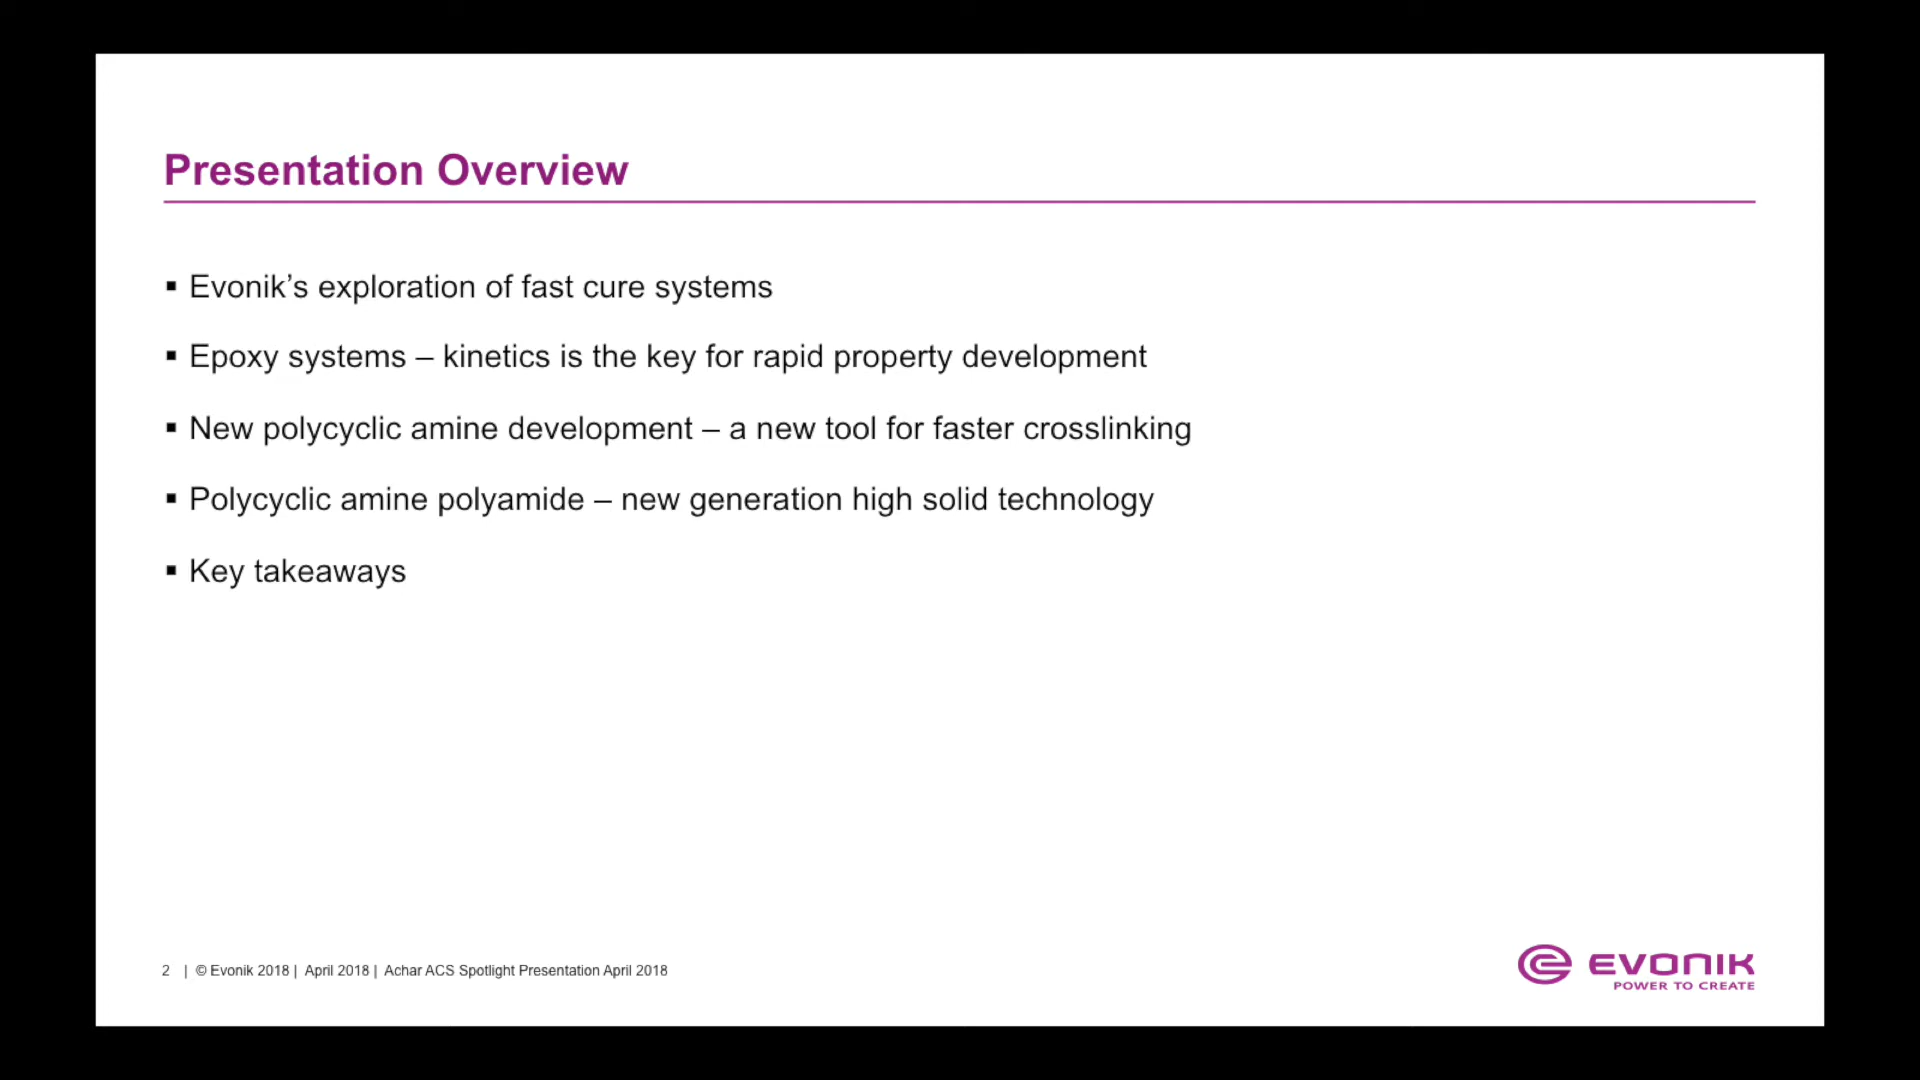 Presentation Overview
▪ Evonik’s exploration of fast cure systems
▪ Epoxy systems – kinetics is the key for rapid property development
▪ New polycyclic amine development – a new tool for faster crosslinking
▪ Polycyclic amine polyamide – new generation high solid technology
▪ Key takeaways
2 | © Evonik 2018 | April 2018 | Achar ACS Spotlight Presentation April 2018
EVONIK
POWER TO CREATE